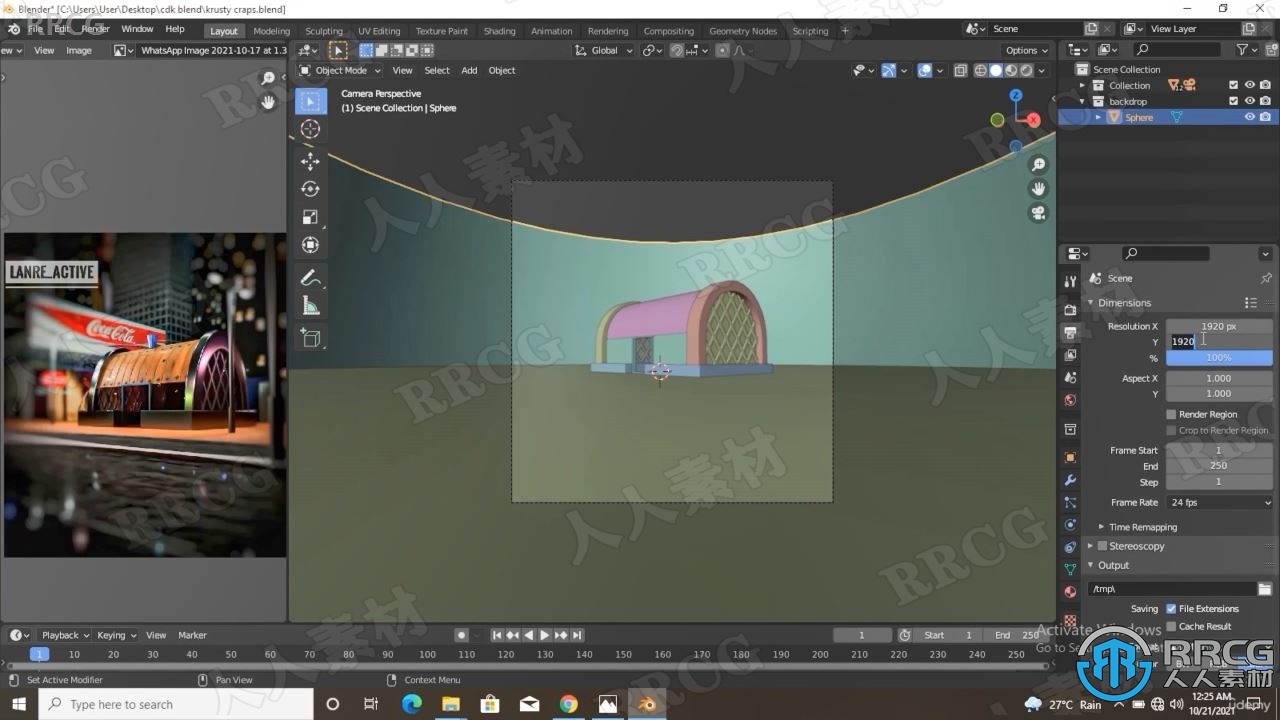 Blender* [C:\Users\User\Desktop\cdk blend\krusty craps.blend]
File Edit Render Window Help Layout Modeling Sculpting UV Editing Texture Paint Shading Animation Rendering Compositing Geometry Nodes Scripting + Scene View Layer
View Image WhatsApp Image 2021-10-17 at 1.3 Global Options
Object Mode View Select Add Object
Camera Perspective
(1) Scene Collection | Sphere
Z
X
Scene Collection
Collection
backdrop
Sphere
LANRE_ACTIVE
Coca-Cola
Scene
Dimensions
Resolution X 1920 px
Y 1920
% 100%
Aspect X 1.000
Y 1.000
Render Region
Crop to Render Region
Frame Start 1
End 250
Step 1
Frame Rate 24 fps
Time Remapping
Stereoscopy
Output
/tmp\
Saving File Extensions
Cache Result
Playback Keying View Marker 1 Start 1 End 250
1 10 20 30 40 50 60 70 80 90 100 110 120 130 140 150 160 170 180 190 200 210 220 230 240 250
Set Active Modifier Pan View Context Menu
Activate Windows
Type here to search
27°C Rain
12:25 AM
10/21/2021
RRCG
人人素材
ûdemy